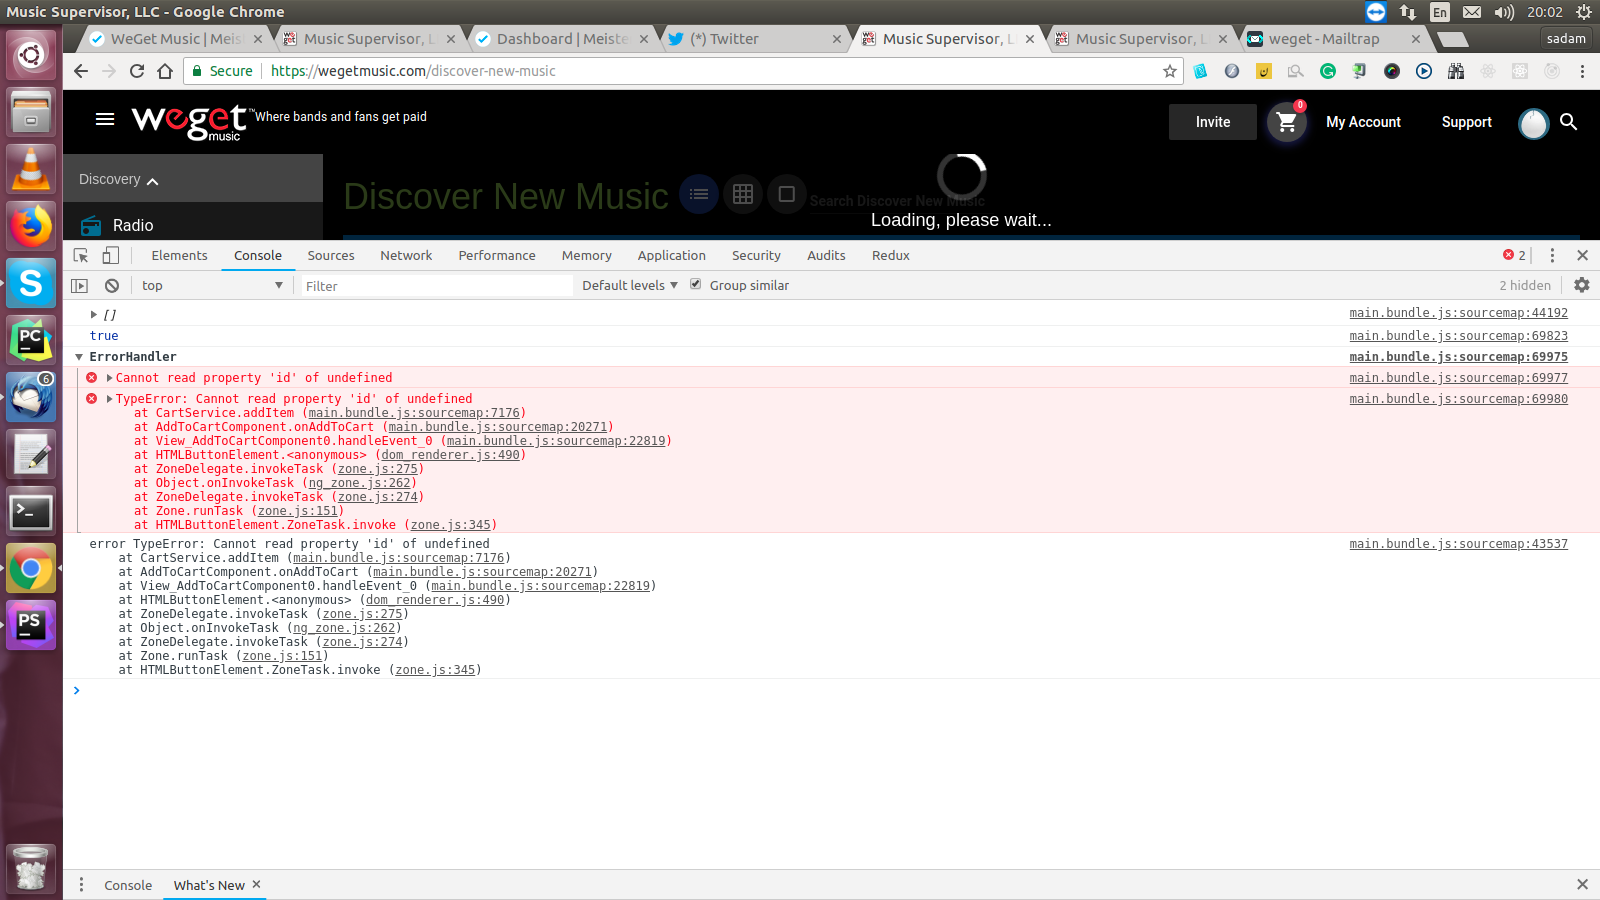 Music Supervisor, LLC - Google Chrome
En
20:02
WeGet Music | Meis
Music Supervisor, L
Dashboard | Meiste
(*) Twitter
Music Supervisor, L
Music Supervisor, L
weget - Mailtrap
sadam
Secure
https://wegetmusic.com/discover-new-music
weget music
™
Where bands and fans get paid
Invite
0
My Account
Support
Discovery
Radio
Discover New Music
Search Discover New Music
Loading, please wait...
Elements
Console
Sources
Network
Performance
Memory
Application
Security
Audits
Redux
2
top
Filter
Default levels
Group similar
2 hidden
[]
main.bundle.js:sourcemap:44192
true
main.bundle.js:sourcemap:69823
ErrorHandler
main.bundle.js:sourcemap:69975
Cannot read property 'id' of undefined
main.bundle.js:sourcemap:69977
TypeError: Cannot read property 'id' of undefined
main.bundle.js:sourcemap:69980
at CartService.addItem (main.bundle.js:sourcemap:7176)
at AddToCartComponent.onAddToCart (main.bundle.js:sourcemap:20271)
at View_AddToCartComponent0.handleEvent_0 (main.bundle.js:sourcemap:22819)
at HTMLButtonElement.<anonymous> (dom_renderer.js:490)
at ZoneDelegate.invokeTask (zone.js:275)
at Object.onInvokeTask (ng_zone.js:262)
at ZoneDelegate.invokeTask (zone.js:274)
at Zone.runTask (zone.js:151)
at HTMLButtonElement.ZoneTask.invoke (zone.js:345)
error TypeError: Cannot read property 'id' of undefined
main.bundle.js:sourcemap:43537
at CartService.addItem (main.bundle.js:sourcemap:7176)
at AddToCartComponent.onAddToCart (main.bundle.js:sourcemap:20271)
at View_AddToCartComponent0.handleEvent_0 (main.bundle.js:sourcemap:22819)
at HTMLButtonElement.<anonymous> (dom_renderer.js:490)
at ZoneDelegate.invokeTask (zone.js:275)
at Object.onInvokeTask (ng_zone.js:262)
at ZoneDelegate.invokeTask (zone.js:274)
at Zone.runTask (zone.js:151)
at HTMLButtonElement.ZoneTask.invoke (zone.js:345)
S
PC
6
PS
Console
What's New